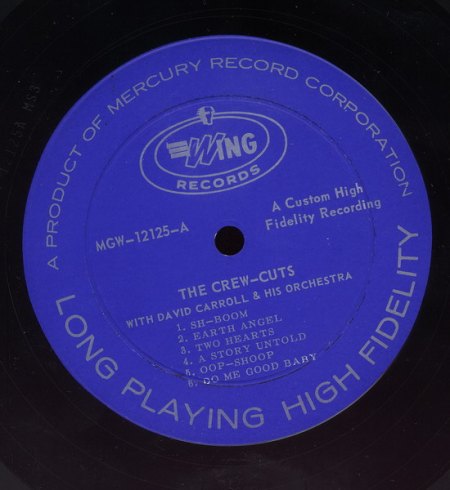 A PRODUCT OF MERCURY RECORD CORPORATION
WING
RECORDS
A Custom High
Fidelity Recording
MGW-12125-A
THE CREW-CUTS
WITH DAVID CARROLL & HIS ORCHESTRA
1. SH-BOOM
2. EARTH ANGEL
3. TWO HEARTS
4. A STORY UNTOLD
5. OOP-SHOOP
6. DO ME GOOD BABY
LONG PLAYING HIGH FIDELITY